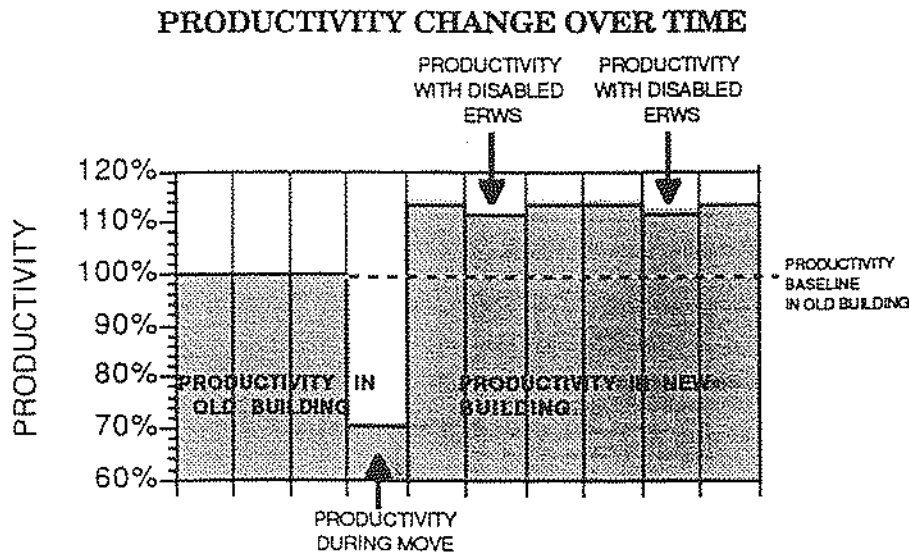 PRODUCTIVITY CHANGE OVER TIME
PRODUCTIVITY
WITH DISABLED
ERWS
PRODUCTIVITY
WITH DISABLED
ERWS
120%
110%
100%
90%
80%
70%
60%
PRODUCTIVITY
PRODUCTIVITY
BASELINE
IN OLD BUILDING
PRODUCTIVITY IN
OLD BUILDING
PRODUCTIVITY IN NEW
BUILDING
PRODUCTIVITY
DURING MOVE